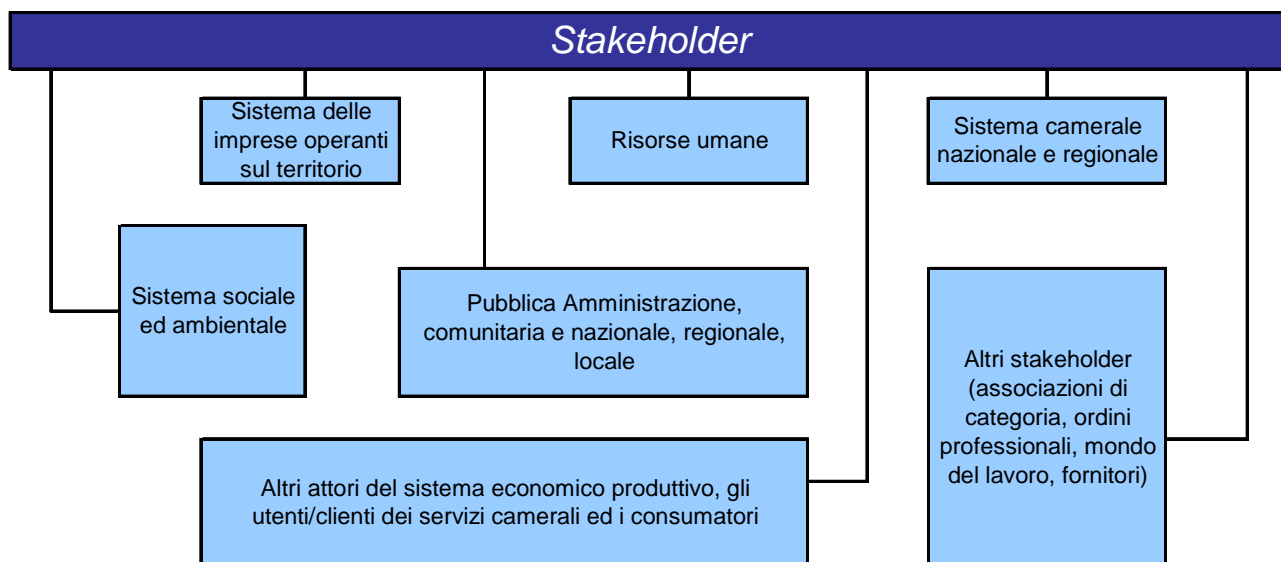 Stakeholder
Sistema delle
imprese operanti
sul territorio
Risorse umane
Sistema camerale
nazionale e regionale
Sistema sociale
ed ambientale
Pubblica Amministrazione,
comunitaria e nazionale, regionale,
locale
Altri stakeholder
(associazioni di
categoria, ordini
professionali, mondo
del lavoro, fornitori)
Altri attori del sistema economico produttivo, gli
utenti/clienti dei servizi camerali ed i consumatori